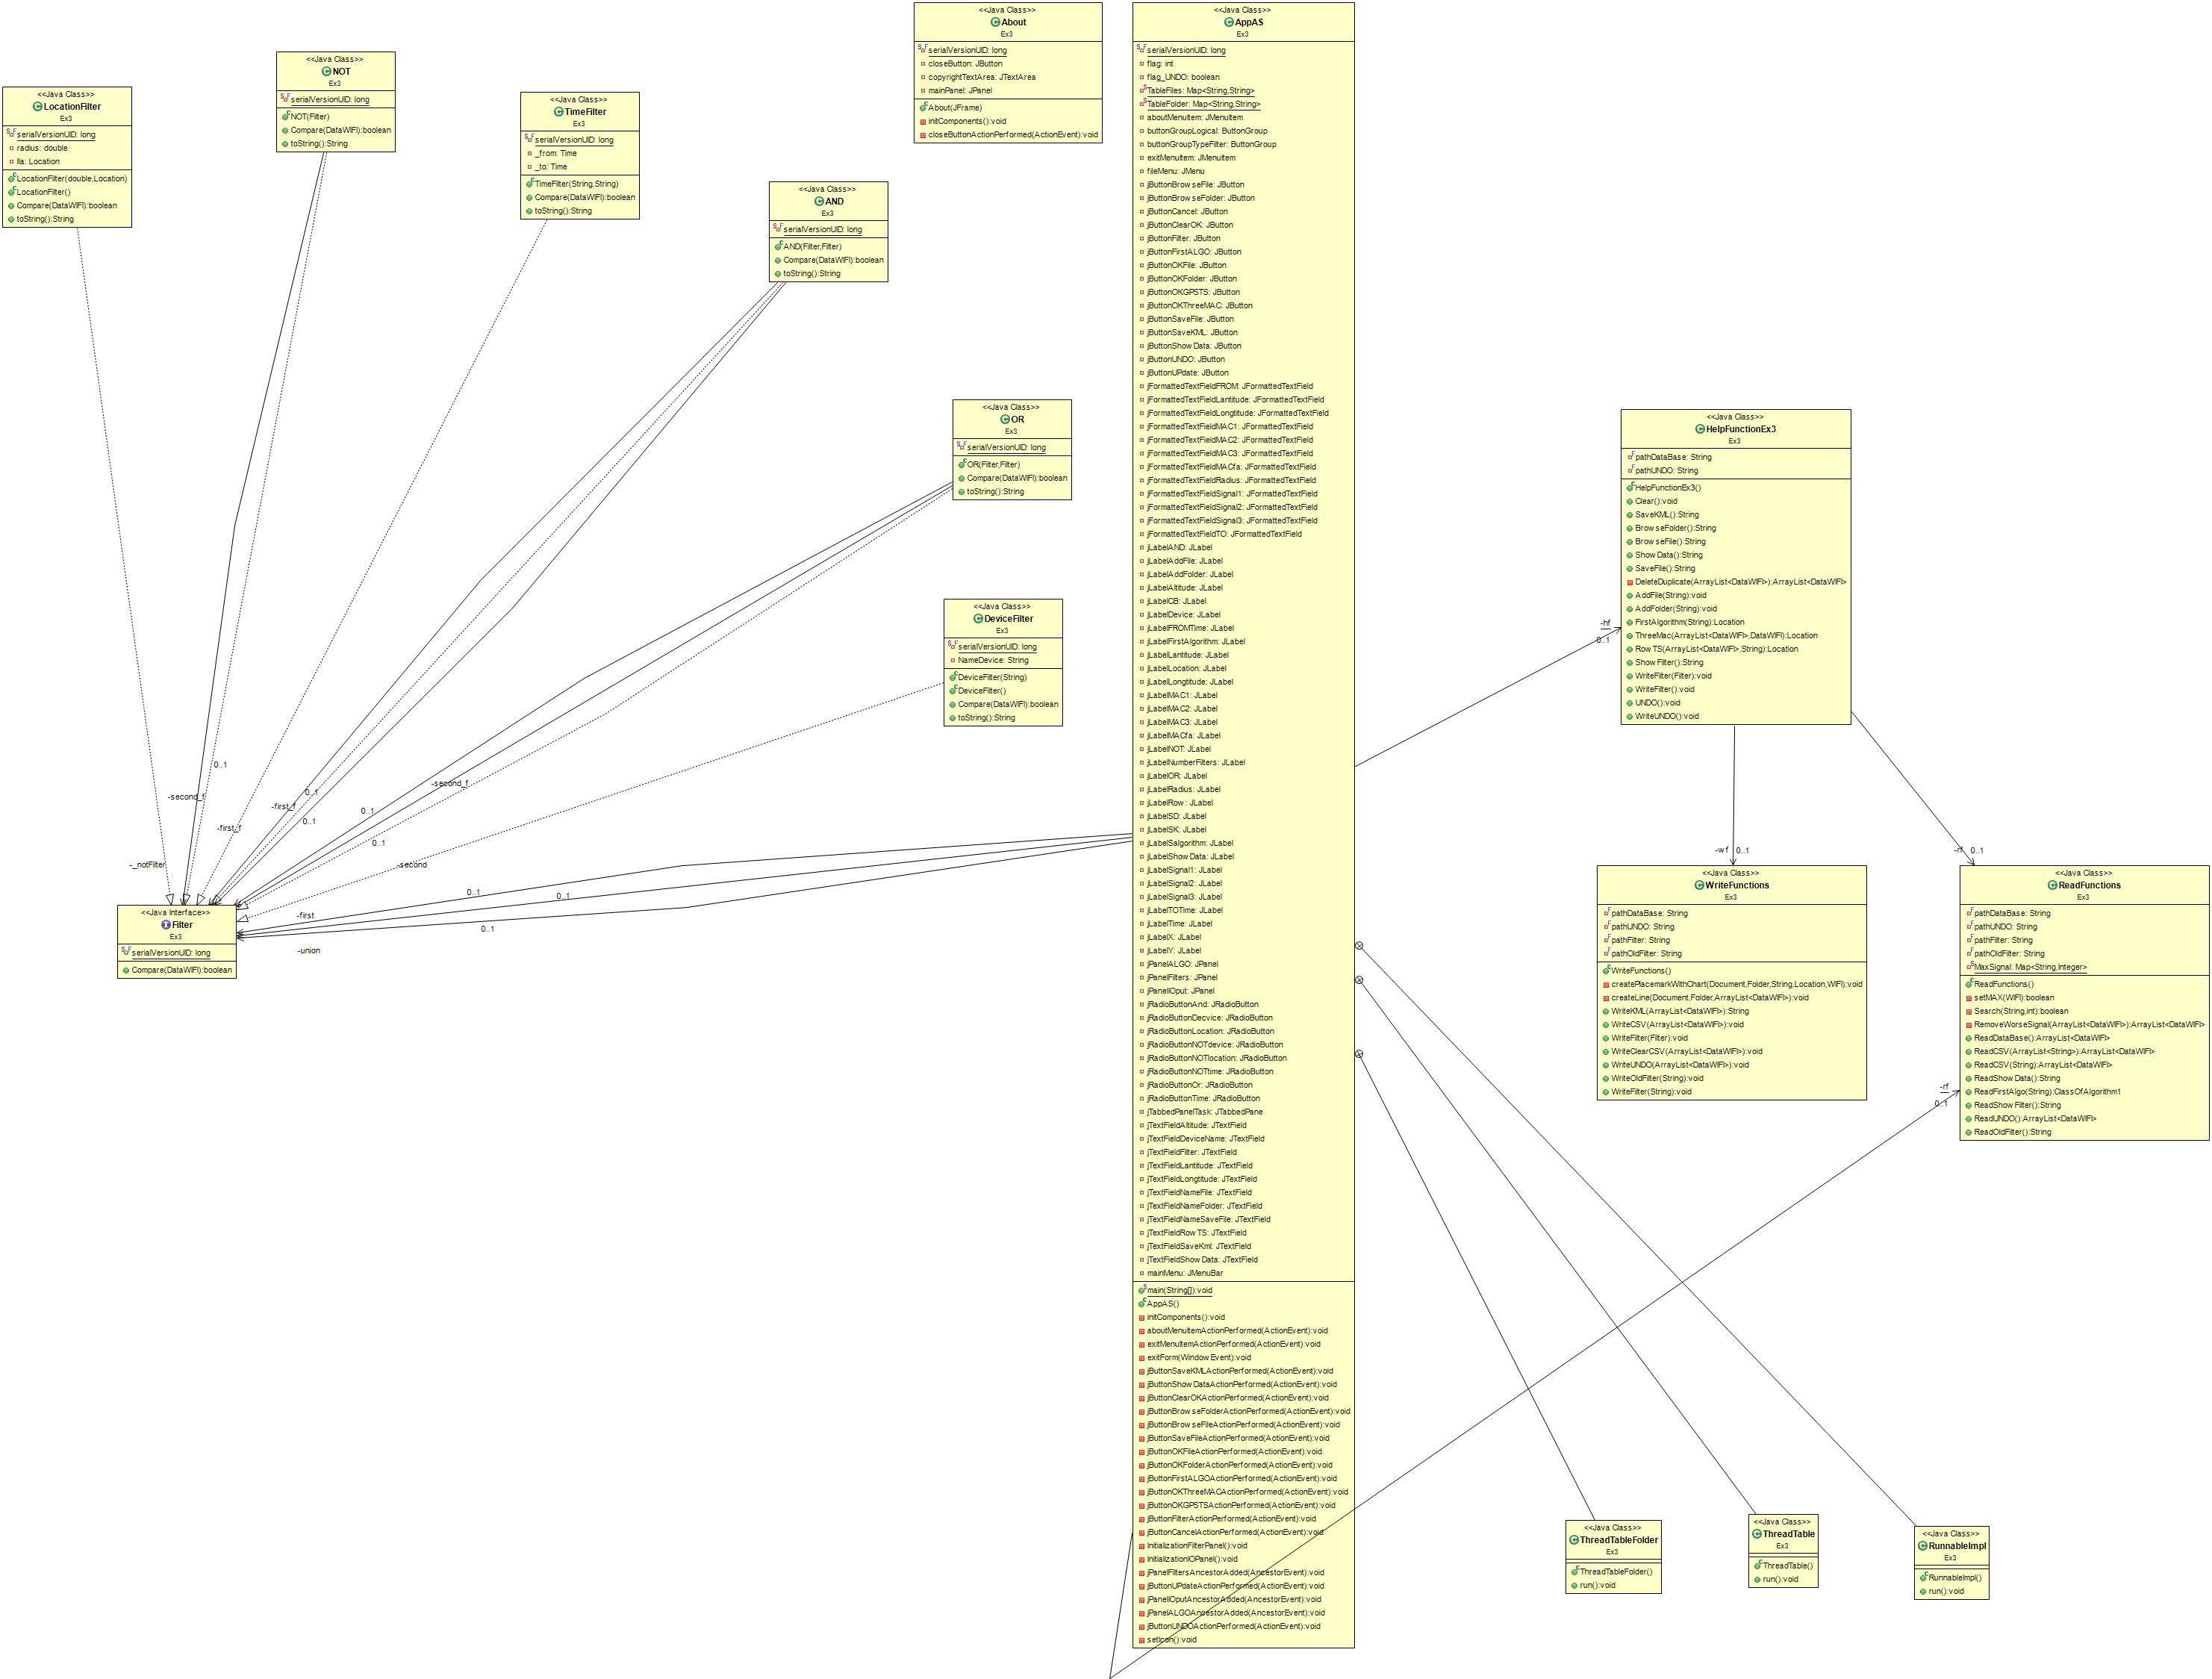 <<Java Class>>
LocationFilter
Ex3
serialVersionUID: long
radius: double
lla: Location
LocationFilter(double,Location)
LocationFilter()
Compare(DataWIFI):boolean
toString():String
<<Java Class>>
NOT
Ex3
serialVersionUID: long
NOT(Filter)
Compare(DataWIFI):boolean
toString():String
<<Java Class>>
TimeFilter
Ex3
serialVersionUID: long
_from: Time
_to: Time
TimeFilter(String,String)
Compare(DataWIFI):boolean
toString():String
<<Java Class>>
AND
Ex3
serialVersionUID: long
AND(Filter,Filter)
Compare(DataWIFI):boolean
toString():String
<<Java Class>>
About
Ex3
serialVersionUID: long
closeButton: JButton
copyrightTextArea: JTextArea
mainPanel: JPanel
About(JFrame)
initComponents():void
closeButtonActionPerformed(ActionEvent):void
<<Java Class>>
OR
Ex3
serialVersionUID: long
OR(Filter,Filter)
Compare(DataWIFI):boolean
toString():String
<<Java Class>>
DeviceFilter
Ex3
serialVersionUID: long
NameDevice: String
DeviceFilter(String)
DeviceFilter()
Compare(DataWIFI):boolean
toString():String
0..1
-second_f
-first_f
0..1
-first_f
0..1
0..1
-second_f
0..1
-_notFilter
-second
0..1
0..1
-first
0..1
-union
<<Java Interface>>
Filter
Ex3
serialVersionUID: long
Compare(DataWIFI):boolean
<<Java Class>>
AppAS
Ex3
serialVersionUID: long
flag: int
flag_UNDO: boolean
TableFiles: Map<String,String>
TableFolder: Map<String,String>
aboutMenuItem: JMenuItem
buttonGroupLogical: ButtonGroup
buttonGroupTypeFilter: ButtonGroup
exitMenuItem: JMenuItem
fileMenu: JMenu
jButtonBrowseFile: JButton
jButtonBrowseFolder: JButton
jButtonCancel: JButton
jButtonClearOK: JButton
jButtonFilter: JButton
jButtonFirstALGO: JButton
jButtonOKFile: JButton
jButtonOKFolder: JButton
jButtonOKGPSTS: JButton
jButtonOKThreeMAC: JButton
jButtonSaveFile: JButton
jButtonSaveKML: JButton
jButtonShowData: JButton
jButtonUNDO: JButton
jButtonUPdate: JButton
jFormattedTextFieldFROM: JFormattedTextField
jFormattedTextFieldLantitude: JFormattedTextField
jFormattedTextFieldLongtitude: JFormattedTextField
jFormattedTextFieldMAC1: JFormattedTextField
jFormattedTextFieldMAC2: JFormattedTextField
jFormattedTextFieldMAC3: JFormattedTextField
jFormattedTextFieldMACfa: JFormattedTextField
jFormattedTextFieldRadius: JFormattedTextField
jFormattedTextFieldSignal1: JFormattedTextField
jFormattedTextFieldSignal2: JFormattedTextField
jFormattedTextFieldSignal3: JFormattedTextField
jFormattedTextFieldTO: JFormattedTextField
jLabelAND: JLabel
jLabelAddFile: JLabel
jLabelAddFolder: JLabel
jLabelAltitude: JLabel
jLabelCB: JLabel
jLabelDevice: JLabel
jLabelFROMTime: JLabel
jLabelFirstAlgorithm: JLabel
jLabelLantitude: JLabel
jLabelLocation: JLabel
jLabelLongtitude: JLabel
jLabelMAC1: JLabel
jLabelMAC2: JLabel
jLabelMAC3: JLabel
jLabelMACfa: JLabel
jLabelNOT: JLabel
jLabelNumberFilters: JLabel
jLabelOR: JLabel
jLabelRadius: JLabel
jLabelRow: JLabel
jLabelSD: JLabel
jLabelSK: JLabel
jLabelSalgorithm: JLabel
jLabelShowData: JLabel
jLabelSignal1: JLabel
jLabelSignal2: JLabel
jLabelSignal3: JLabel
jLabelTOTime: JLabel
jLabelTime: JLabel
jLabelX: JLabel
jLabelY: JLabel
jPanelALGO: JPanel
jPanelFilters: JPanel
jPanelIOput: JPanel
jRadioButtonAnd: JRadioButton
jRadioButtonDecvice: JRadioButton
jRadioButtonLocation: JRadioButton
jRadioButtonNOTdevice: JRadioButton
jRadioButtonNOTlocation: JRadioButton
jRadioButtonNOTtime: JRadioButton
jRadioButtonOr: JRadioButton
jRadioButtonTime: JRadioButton
jTabbedPanelTask: JTabbedPane
jTextFieldAltitude: JTextField
jTextFieldDeviceName: JTextField
jTextFieldFilter: JTextField
jTextFieldLantitude: JTextField
jTextFieldLongtitude: JTextField
jTextFieldNameFile: JTextField
jTextFieldNameFolder: JTextField
jTextFieldNameSaveFile: JTextField
jTextFieldRowTS: JTextField
jTextFieldSaveKml: JTextField
jTextFieldShowData: JTextField
mainMenu: JMenuBar
main(String[]):void
AppAS()
initComponents():void
aboutMenuItemActionPerformed(ActionEvent):void
exitMenuItemActionPerformed(ActionEvent):void
exitForm(WindowEvent):void
jButtonSaveKMLActionPerformed(ActionEvent):void
jButtonShowDataActionPerformed(ActionEvent):void
jButtonClearOKActionPerformed(ActionEvent):void
jButtonBrowseFolderActionPerformed(ActionEvent):void
jButtonBrowseFileActionPerformed(ActionEvent):void
jButtonSaveFileActionPerformed(ActionEvent):void
jButtonOKFileActionPerformed(ActionEvent):void
jButtonOKFolderActionPerformed(ActionEvent):void
jButtonFirstALGOActionPerformed(ActionEvent):void
jButtonOKThreeMACActionPerformed(ActionEvent):void
jButtonOKGPSTSActionPerformed(ActionEvent):void
jButtonFilterActionPerformed(ActionEvent):void
jButtonCancelActionPerformed(ActionEvent):void
InitializationFilterPanel():void
InitializationIOPanel():void
jPanelFiltersAncestorAdded(AncestorEvent):void
jButtonUPdateActionPerformed(ActionEvent):void
jPanelIOputAncestorAdded(AncestorEvent):void
jPanelALGOAncestorAdded(AncestorEvent):void
jButtonUNDOActionPerformed(ActionEvent):void
setIcon():void
-hf
0..1
<<Java Class>>
HelpFunctionEx3
Ex3
pathDataBase: String
pathUNDO: String
HelpFunctionEx3()
Clear():void
SaveKML():String
BrowseFolder():String
BrowseFile():String
ShowData():String
SaveFile():String
DeleteDuplicate(ArrayList<DataWIFI>):ArrayList<DataWIFI>
AddFile(String):void
AddFolder(String):void
FirstAlgorithm(String):Location
ThreeMac(ArrayList<DataWIFI>,DataWIFI):Location
RowTS(ArrayList<DataWIFI>,String):Location
ShowFilter():String
WriteFilter(Filter):void
WriteFilter():void
UNDO():void
WriteUNDO():void
-wf 0..1
-rf 0..1
<<Java Class>>
WriteFunctions
Ex3
pathDataBase: String
pathUNDO: String
pathFilter: String
pathOldFilter: String
WriteFunctions()
createPlacemarkWithChart(Document,Folder,String,Location,WIFI):void
createLine(Document,Folder,ArrayList<DataWIFI>):void
WriteKML(ArrayList<DataWIFI>):String
WriteCSV(ArrayList<DataWIFI>):void
WriteFilter(Filter):void
WriteClearCSV(ArrayList<DataWIFI>):void
WriteUNDO(ArrayList<DataWIFI>):void
WriteOldFilter(String):void
WriteFilter(String):void
<<Java Class>>
ReadFunctions
Ex3
pathDataBase: String
pathUNDO: String
pathFilter: String
pathOldFilter: String
MaxSignal: Map<String,Integer>
ReadFunctions()
setMAX(WIFI):boolean
Search(String,int):boolean
RemoveWorseSignal(ArrayList<DataWIFI>):ArrayList<DataWIFI>
ReadDataBase():ArrayList<DataWIFI>
ReadCSV(ArrayList<String>):ArrayList<DataWIFI>
ReadCSV(String):ArrayList<DataWIFI>
ReadShowData():String
ReadFirstAlgo(String):ClassOfAlgorithm1
ReadShowFilter():String
ReadUNDO():ArrayList<DataWIFI>
ReadOldFilter():String
-rf
0..1
<<Java Class>>
ThreadTableFolder
Ex3
ThreadTableFolder()
run():void
<<Java Class>>
ThreadTable
Ex3
ThreadTable()
run():void
<<Java Class>>
RunnableImpl
Ex3
RunnableImpl()
run():void